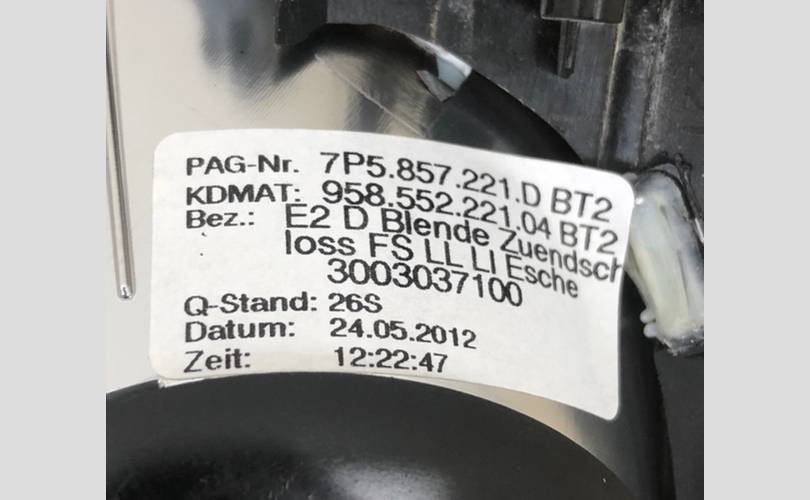 PAG-Nr. 7P5.857.221.D BT2
KDMAT: 958.552.221.04 BT2
Bez.: E2 D Blende Zuendsch
loss FS LL LI Esche
3003037100
Q-Stand: 26S
Datum: 24.05.2012
Zeit: 12:22:47